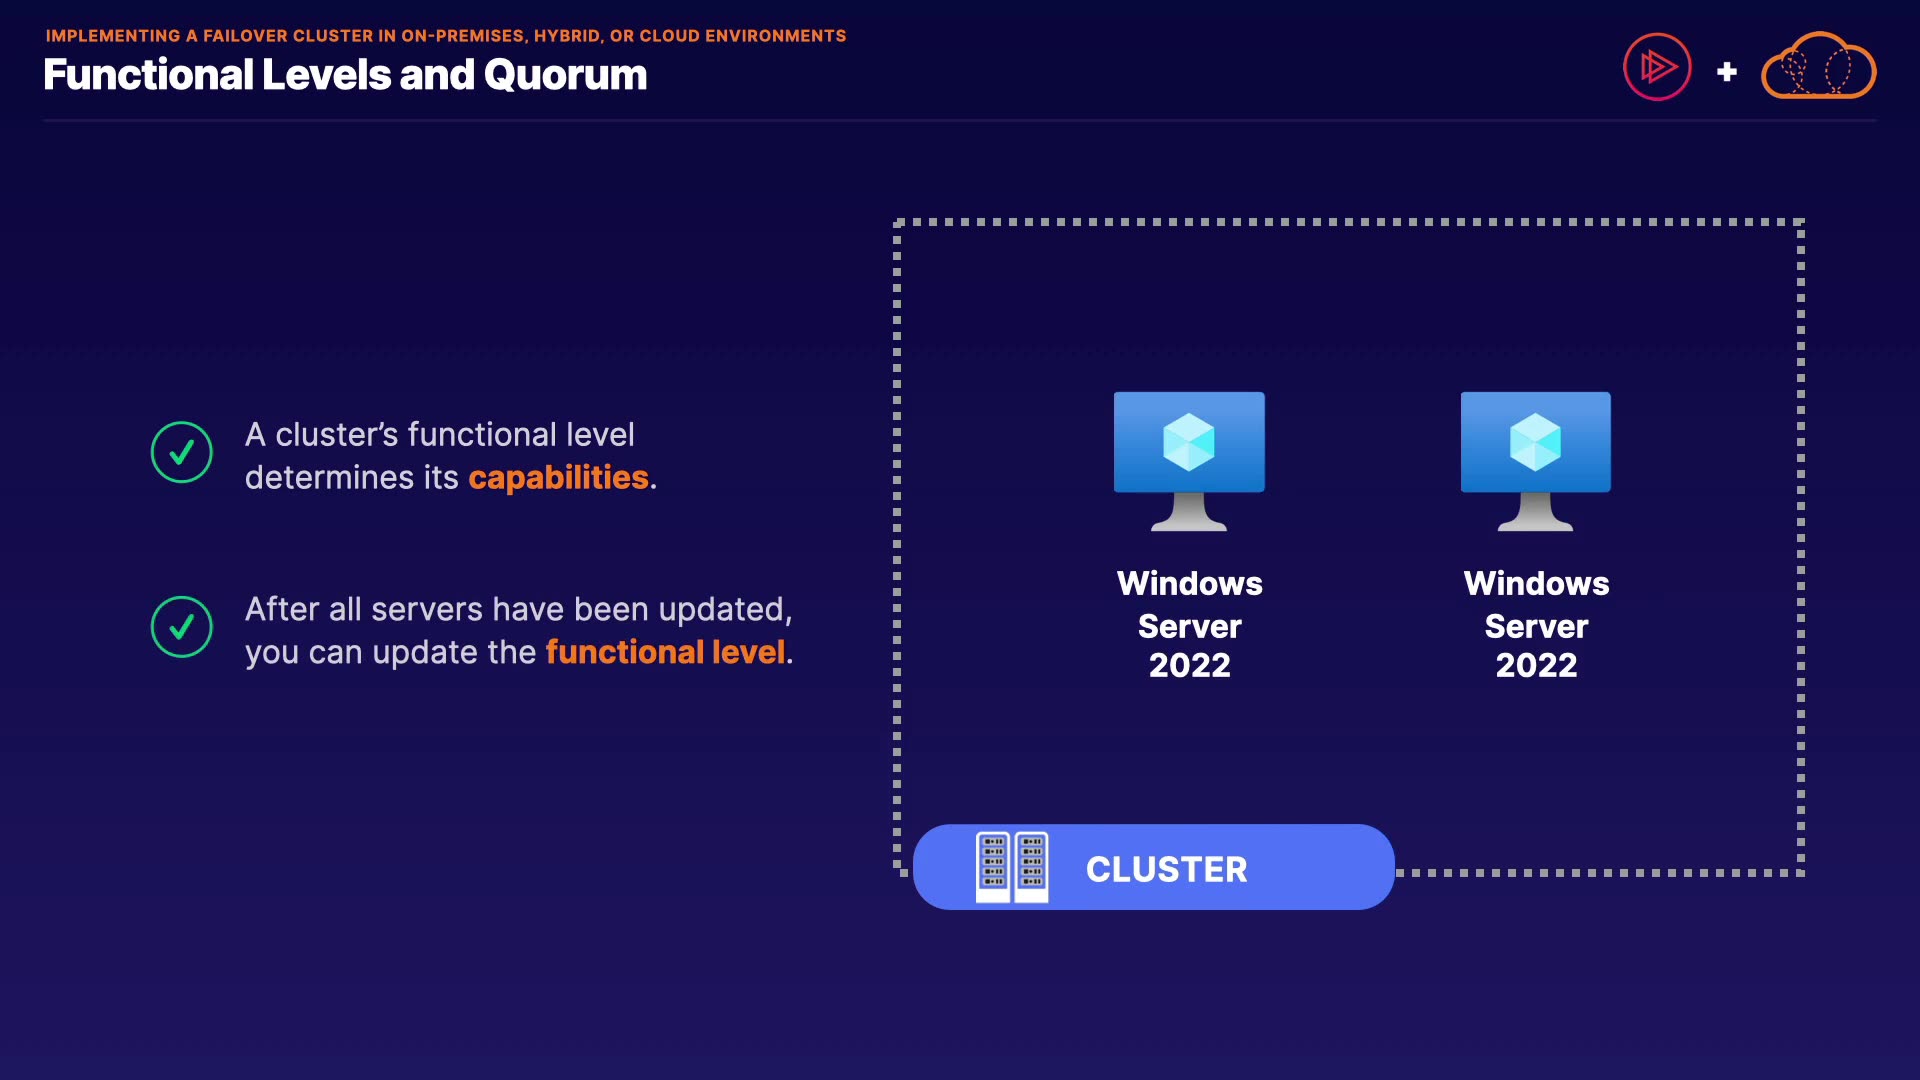 IMPLEMENTING A FAILOVER CLUSTER IN ON-PREMISES, HYBRID, OR CLOUD ENVIRONMENTS
Functional Levels and Quorum
A cluster’s functional level
determines its capabilities.
After all servers have been updated,
you can update the functional level.
Windows
Server
2022
Windows
Server
2022
CLUSTER